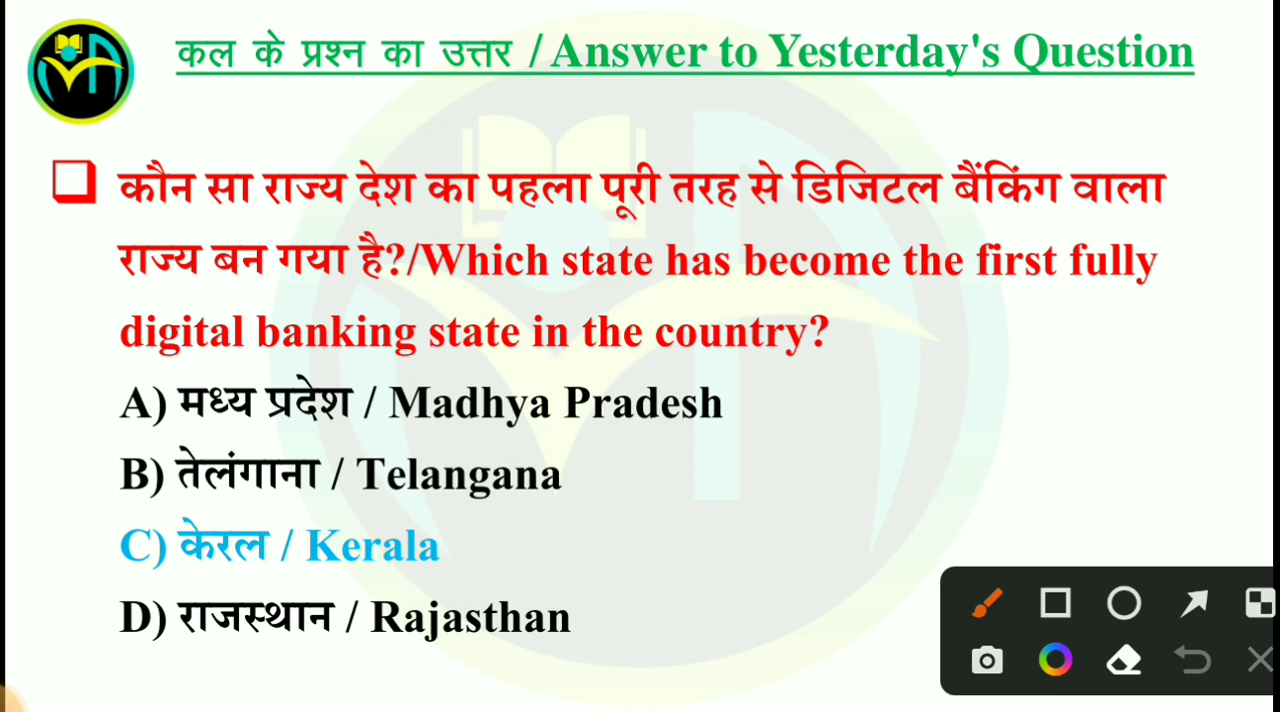 कल के प्रश्न का उत्तर / Answer to Yesterday's Question
कौन सा राज्य देश का पहला पूरी तरह से डिजिटल बैंकिंग वाला
राज्य बन गया है?/Which state has become the first fully
digital banking state in the country?
A) मध्य प्रदेश / Madhya Pradesh
B) तेलंगाना / Telangana
C) केरल / Kerala
D) राजस्थान / Rajasthan